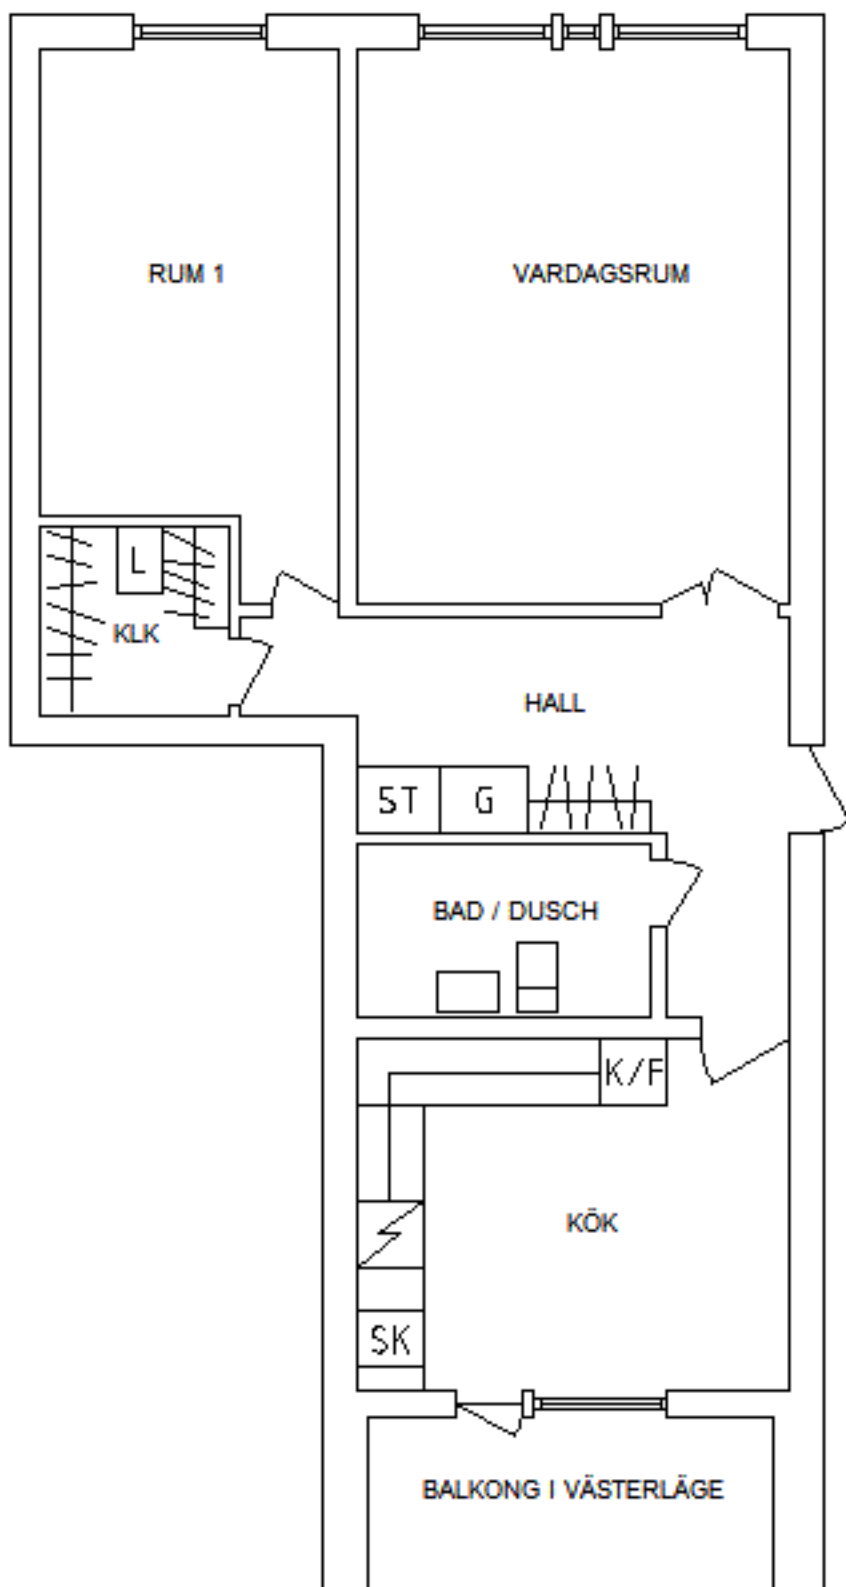 RUM 1
VARDAGSRUM
L
KLK
HALL
ST
G
BAD / DUSCH
K/F
KÖK
SK
BALKONG I VÄSTERLÄGE